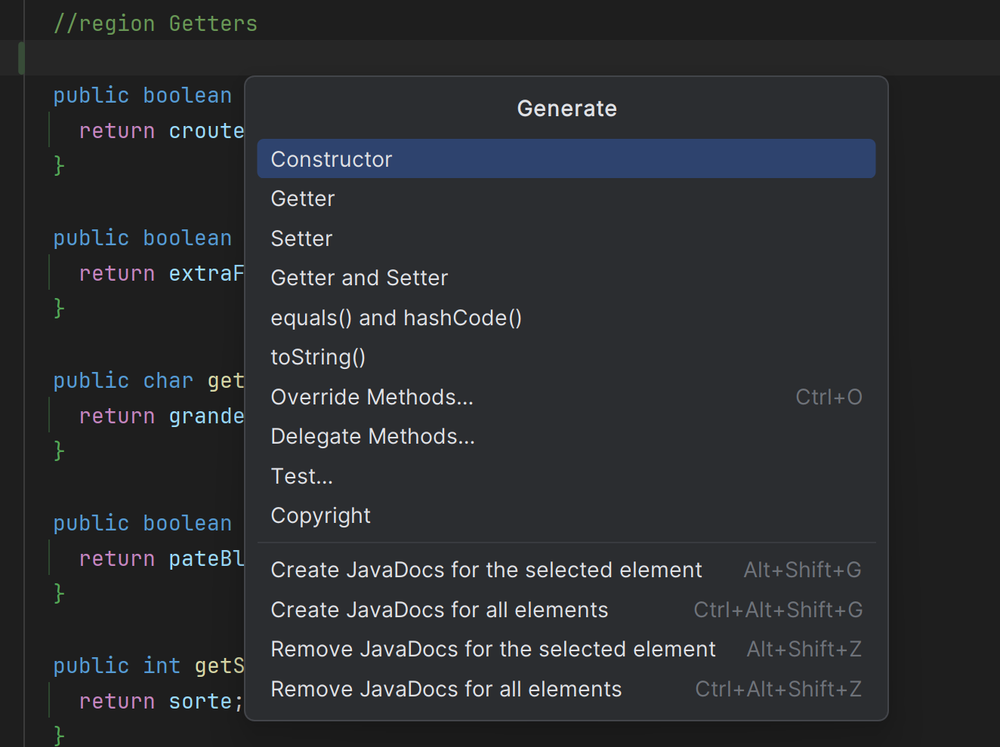 //region Getters
public boolean
return croute
}
public boolean
return extraF
}
public char get
return grande
}
public boolean
return pateBl
}
public int getS
return sorte;
}
Generate
Constructor
Getter
Setter
Getter and Setter
equals() and hashCode()
toString()
Override Methods... Ctrl+O
Delegate Methods...
Test...
Copyright
Create JavaDocs for the selected element Alt+Shift+G
Create JavaDocs for all elements Ctrl+Alt+Shift+G
Remove JavaDocs for the selected element Alt+Shift+Z
Remove JavaDocs for all elements Ctrl+Alt+Shift+Z